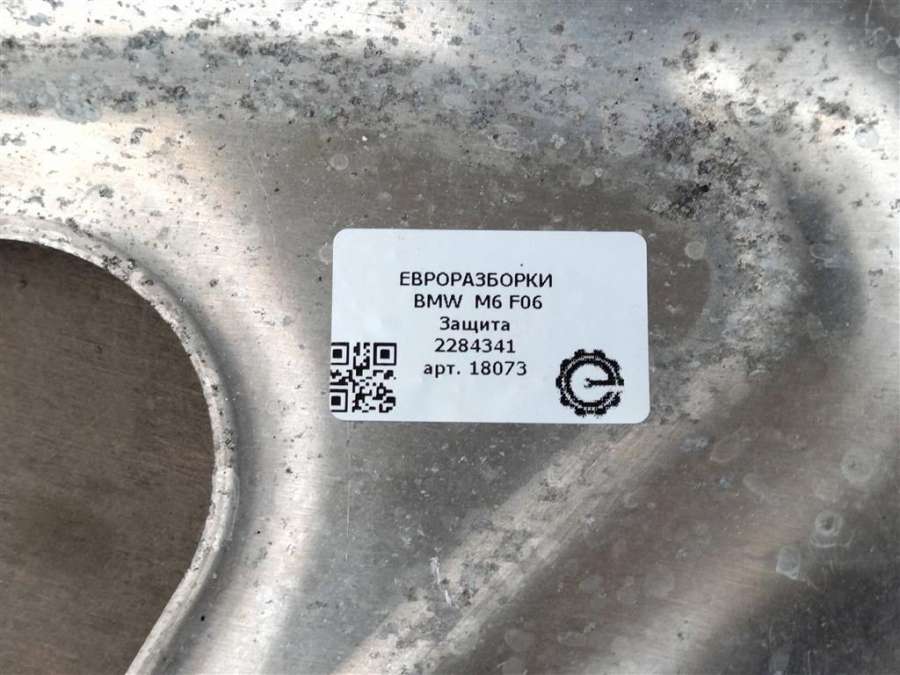 ЕВРОРАЗБОРКИ
BMW M6 F06
Защита
2284341
арт. 18073